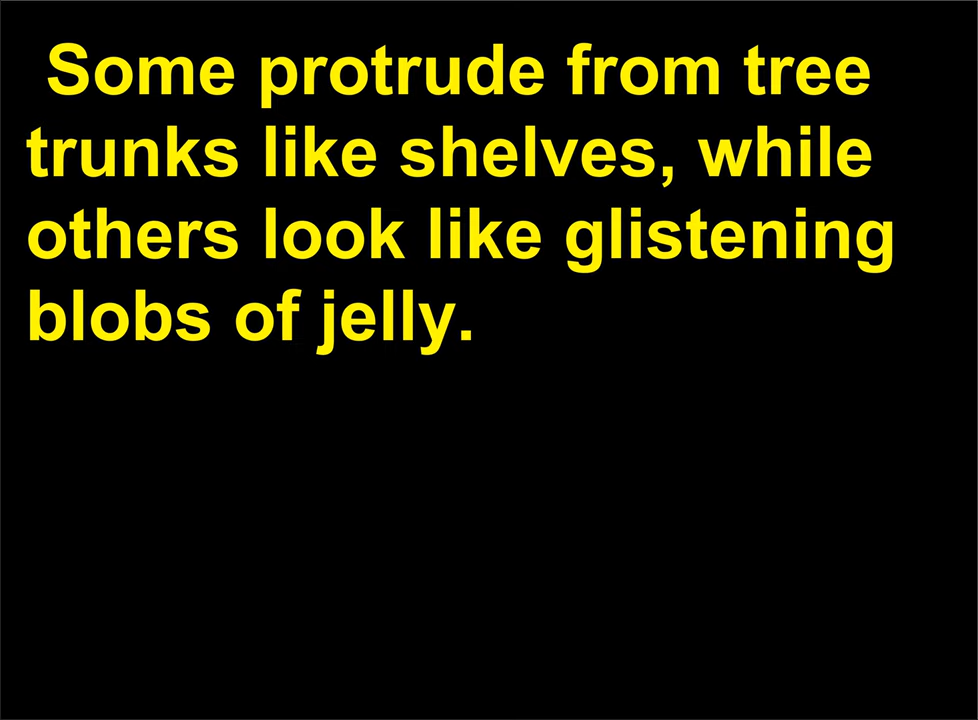 Some protrude from tree
trunks like shelves, while
others look like glistening
blobs of jelly.